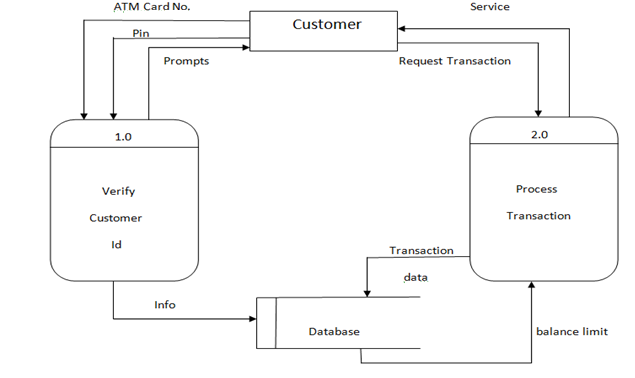 ATM Card No.
Service
Customer
Pin
Prompts
Request Transaction
1.0
2.0
Verify
Customer
Id
Process
Transaction
Transaction
data
Info
Database
balance limit